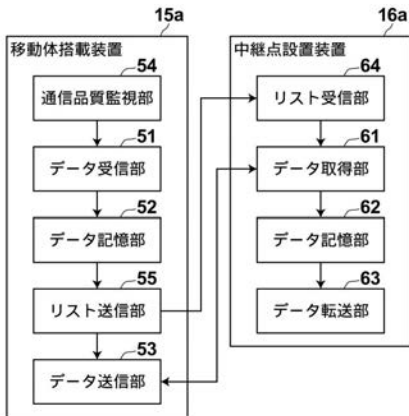 15a
移動体搭載装置
54
通信品質監視部
51
データ受信部
52
データ記憶部
55
リスト送信部
53
データ送信部
16a
中継点設置装置
64
リスト受信部
61
データ取得部
62
データ記憶部
63
データ転送部